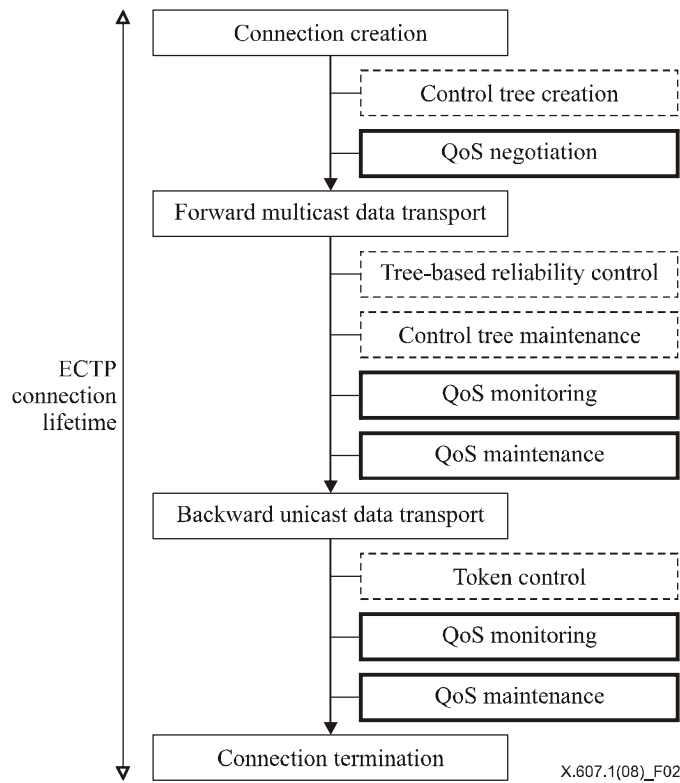 Connection creation
Control tree creation
QoS negotiation
Forward multicast data transport
Tree-based reliability control
Control tree maintenance
ECTP
connection
lifetime
QoS monitoring
QoS maintenance
Backward unicast data transport
Token control
QoS monitoring
QoS maintenance
Connection termination
X.607.1(08)_F02